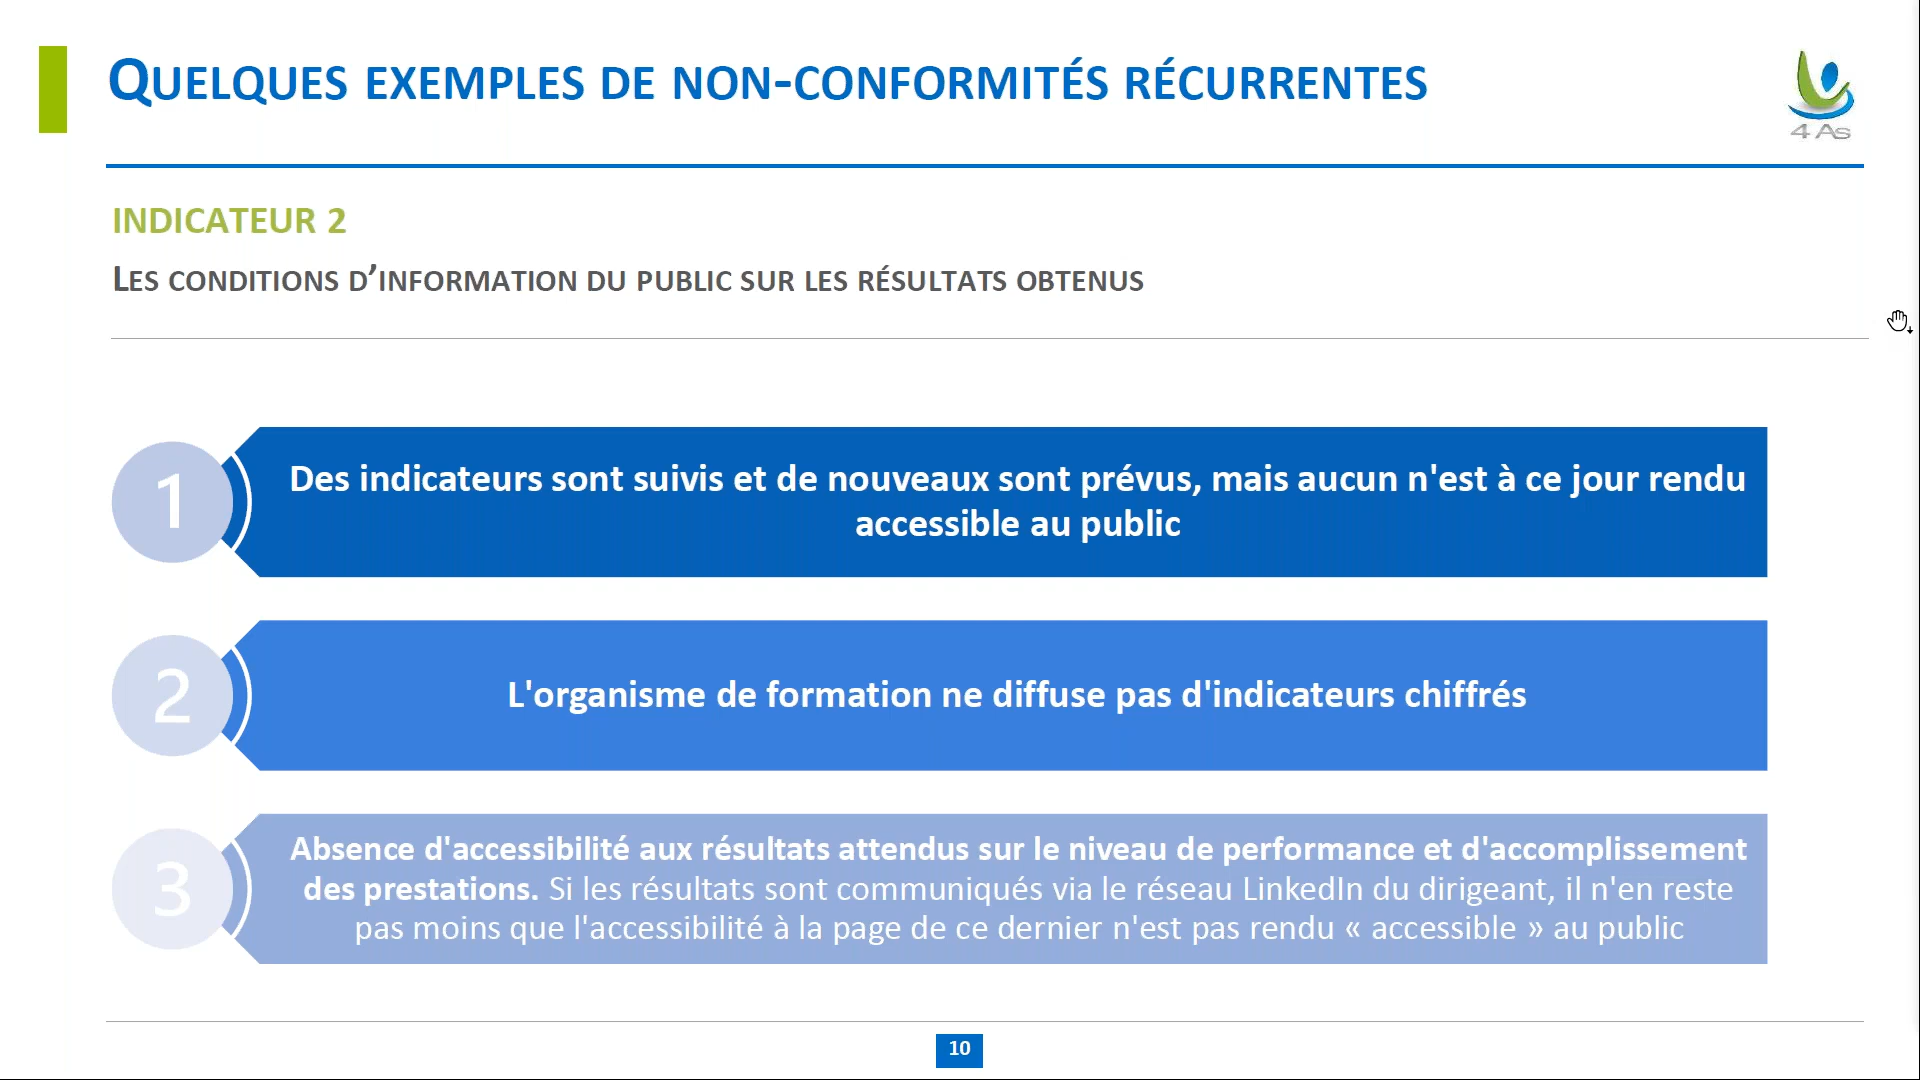 QUELQUES EXEMPLES DE NON-CONFORMITÉS RÉCURRENTES
4 As
INDICATEUR 2
LES CONDITIONS D’INFORMATION DU PUBLIC SUR LES RÉSULTATS OBTENUS
1
Des indicateurs sont suivis et de nouveaux sont prévus, mais aucun n'est à ce jour rendu
accessible au public
2
L'organisme de formation ne diffuse pas d'indicateurs chiffrés
3
Absence d'accessibilité aux résultats attendus sur le niveau de performance et d'accomplissement
des prestations. Si les résultats sont communiqués via le réseau LinkedIn du dirigeant, il n'en reste
pas moins que l'accessibilité à la page de ce dernier n'est pas rendu « accessible » au public
10